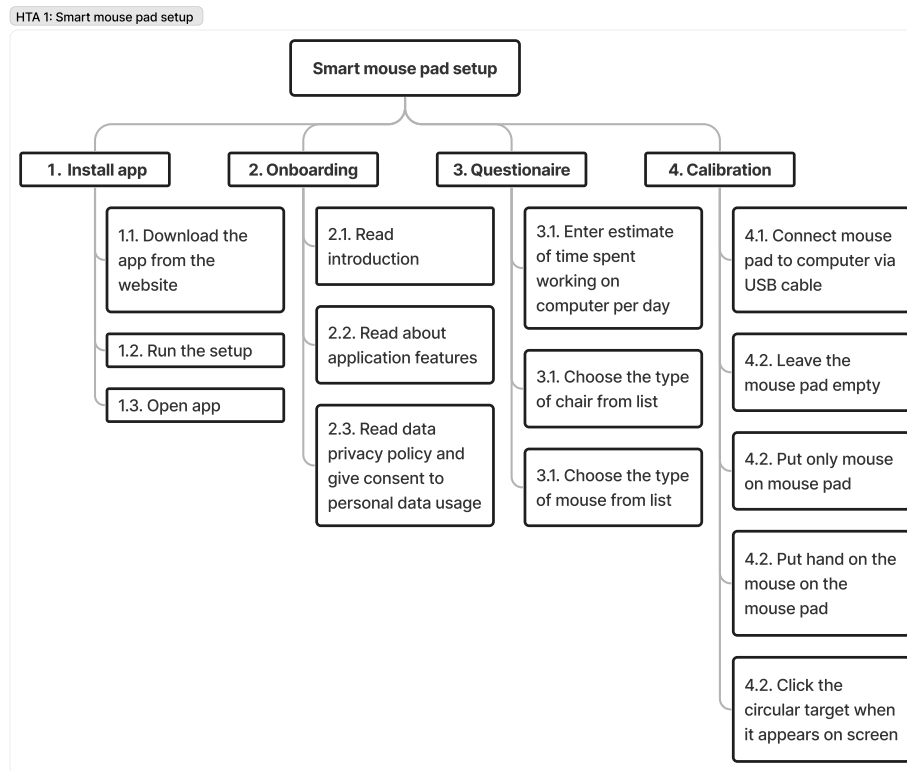 HTA 1: Smart mouse pad setup
Smart mouse pad setup
1. Install app
1.1. Download the
app from the
website
1.2. Run the setup
1.3. Open app
2. Onboarding
2.1. Read
introduction
2.2. Read about
application features
2.3. Read data
privacy policy and
give consent to
personal data usage
3. Questionaire
3.1. Enter estimate
of time spent
working on
computer per day
3.1. Choose the type
of chair from list
3.1. Choose the type
of mouse from list
4. Calibration
4.1. Connect mouse
pad to computer via
USB cable
4.2. Leave the
mouse pad empty
4.2. Put only mouse
on mouse pad
4.2. Put hand on the
mouse on the
mouse pad
4.2. Click the
circular target when
it appears on screen